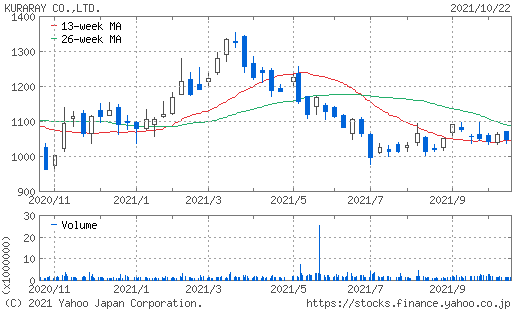 KURARAY CO.,LTD. 2021/10/22
1400
1300
1200
1100
1000
900
13-week MA
26-week MA
2020/11 2021/1 2021/3 2021/5 2021/7 2021/9
30
20
10
0
(x1000000)
Volume
2020/11 2021/1 2021/3 2021/5 2021/7 2021/9
(C) 2021 Yahoo Japan Corporation. https://stocks.finance.yahoo.co.jp/